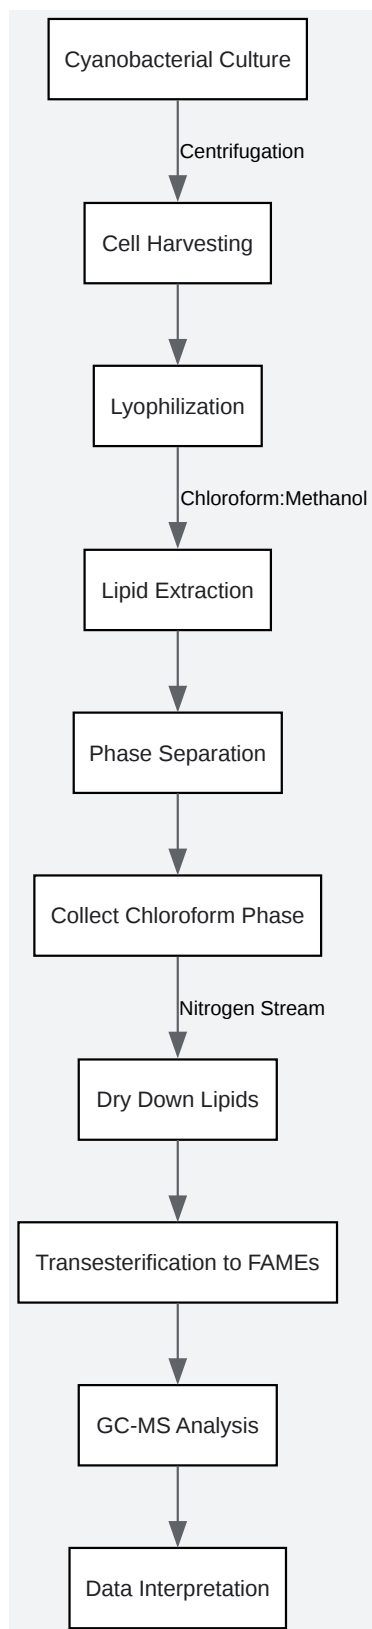 Cyanobacterial Culture
Centrifugation
Cell Harvesting
Lyophilization
Chloroform:Methanol
Lipid Extraction
Phase Separation
Collect Chloroform Phase
Nitrogen Stream
Dry Down Lipids
Transesterification to FAMEs
GC-MS Analysis
Data Interpretation